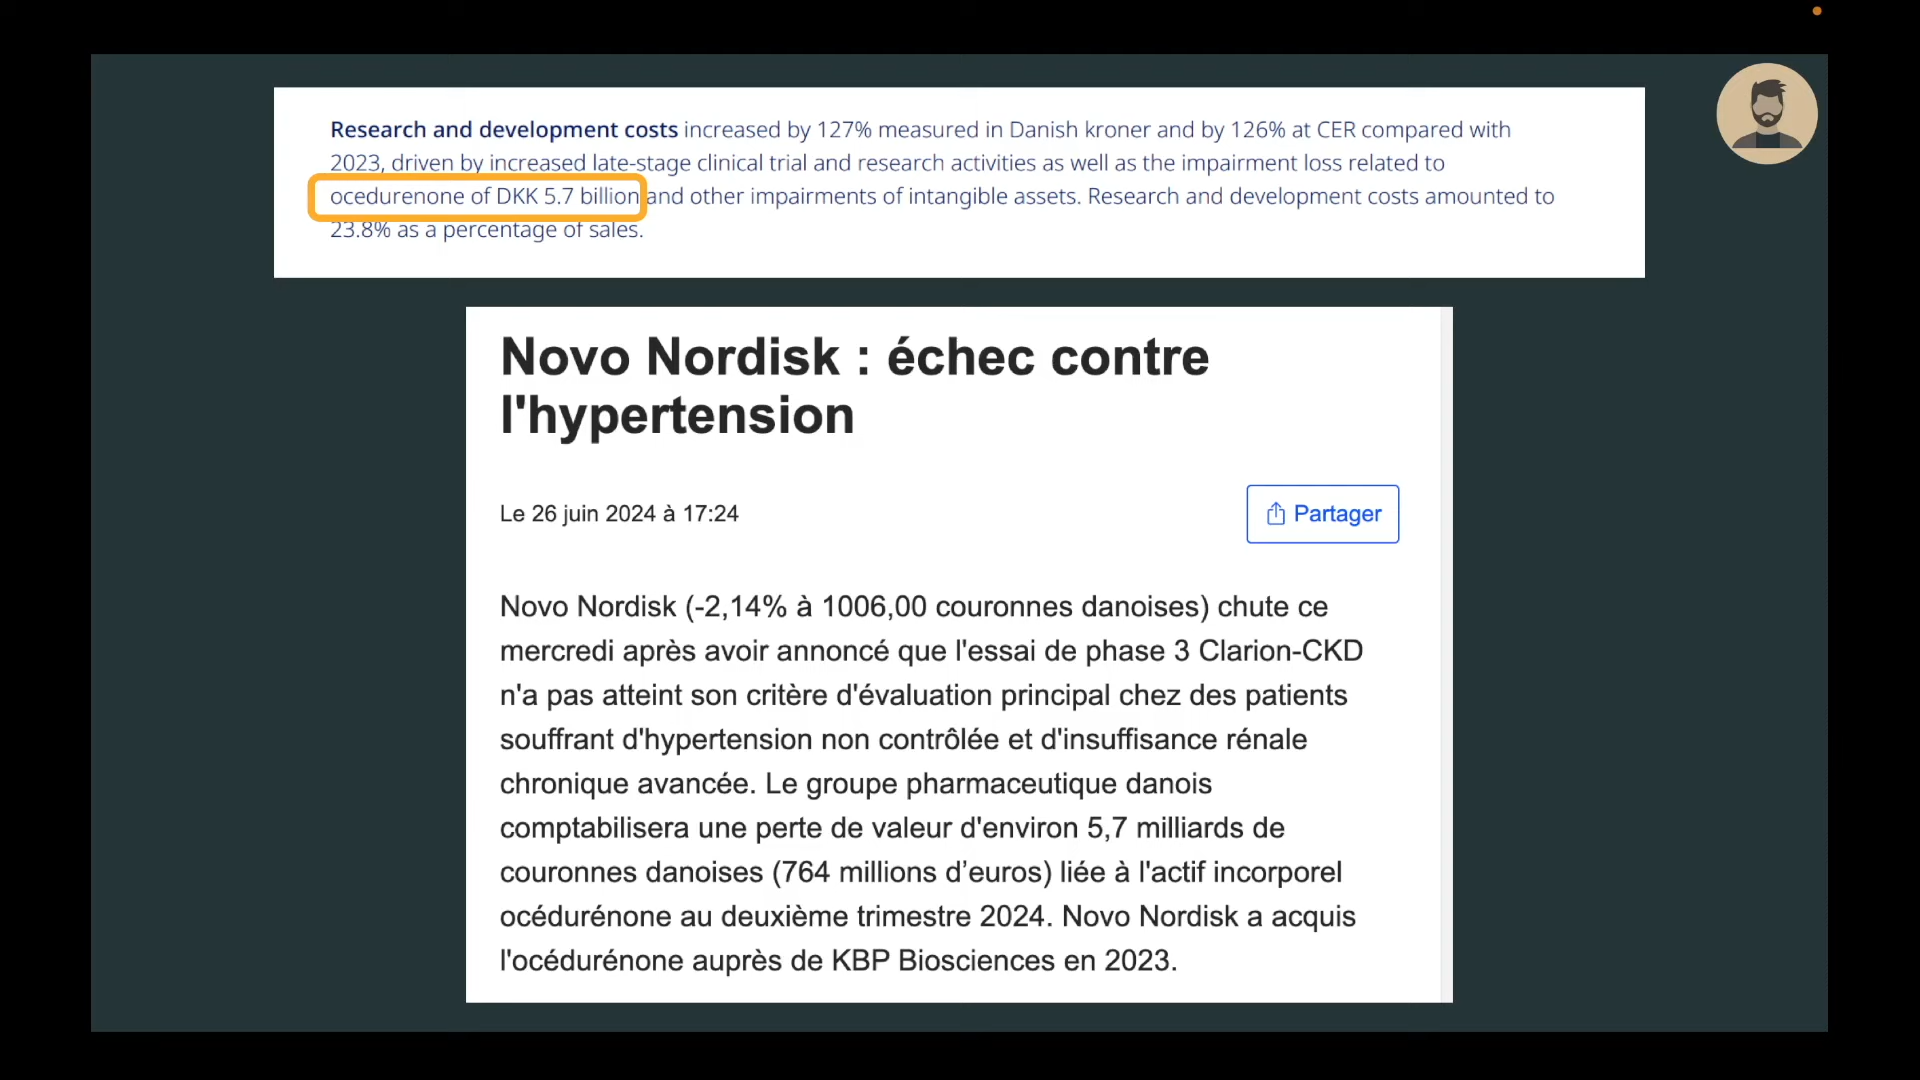 Research and development costs increased by 127% measured in Danish kroner and by 126% at CER compared with
2023, driven by increased late-stage clinical trial and research activities as well as the impairment loss related to
ocedurenone of DKK 5.7 billion and other impairments of intangible assets. Research and development costs amounted to
23.8% as a percentage of sales.
Novo Nordisk : échec contre
l'hypertension
Le 26 juin 2024 à 17:24
Partager
Novo Nordisk (-2,14% à 1006,00 couronnes danoises) chute ce
mercredi après avoir annoncé que l'essai de phase 3 Clarion-CKD
n'a pas atteint son critère d'évaluation principal chez des patients
souffrant d'hypertension non contrôlée et d'insuffisance rénale
chronique avancée. Le groupe pharmaceutique danois
comptabilisera une perte de valeur d'environ 5,7 milliards de
couronnes danoises (764 millions d’euros) liée à l'actif incorporel
océdurénone au deuxième trimestre 2024. Novo Nordisk a acquis
l'océdurénone auprès de KBP Biosciences en 2023.